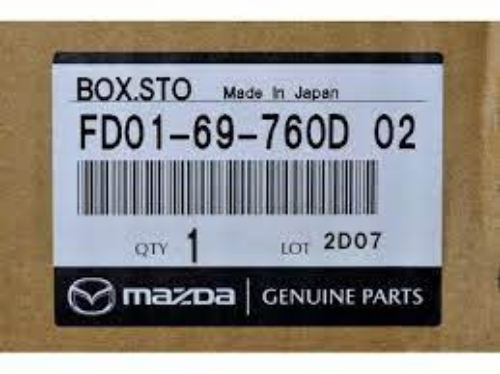 BOX.STO Made In Japan
FD01-69-760D 02
QTY 1 LOT 2D07
mazda GENUINE PARTS